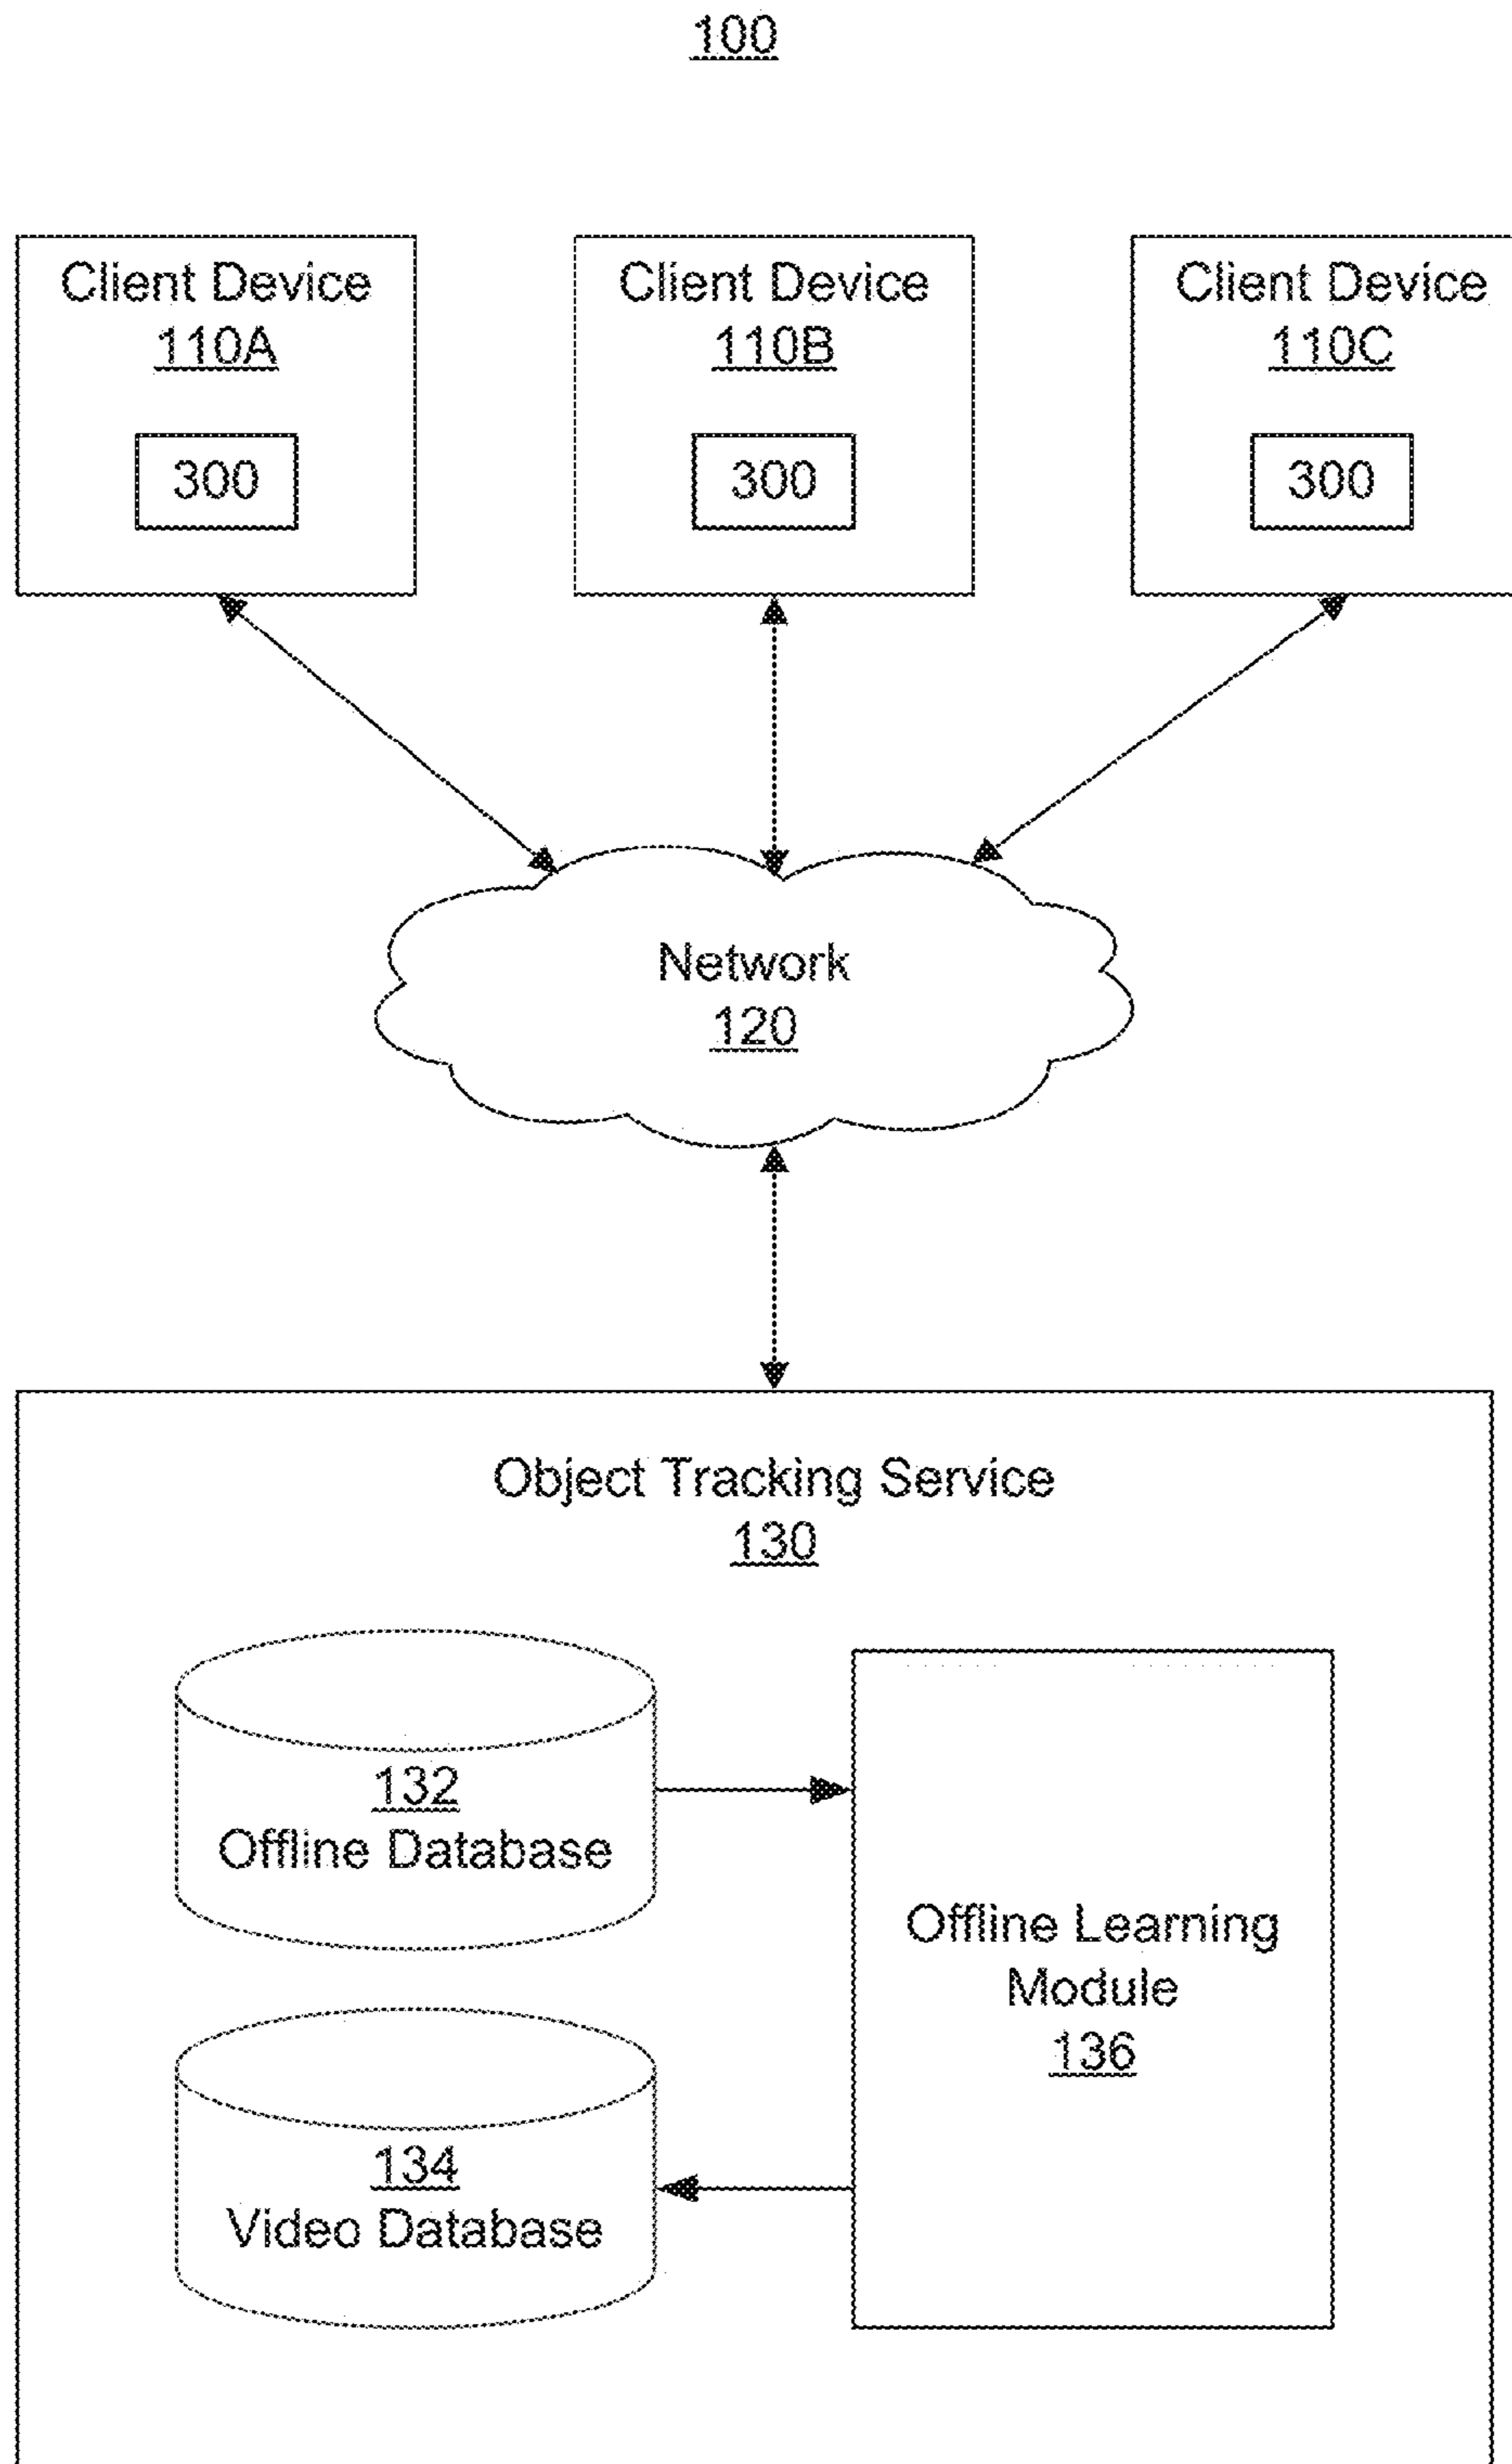 100
Client Device
110A
300
Client Device
110B
300
Client Device
110C
300
Network
120
Object Tracking Service
130
132
Offline Database
134
Video Database
Offline Learning
Module
136